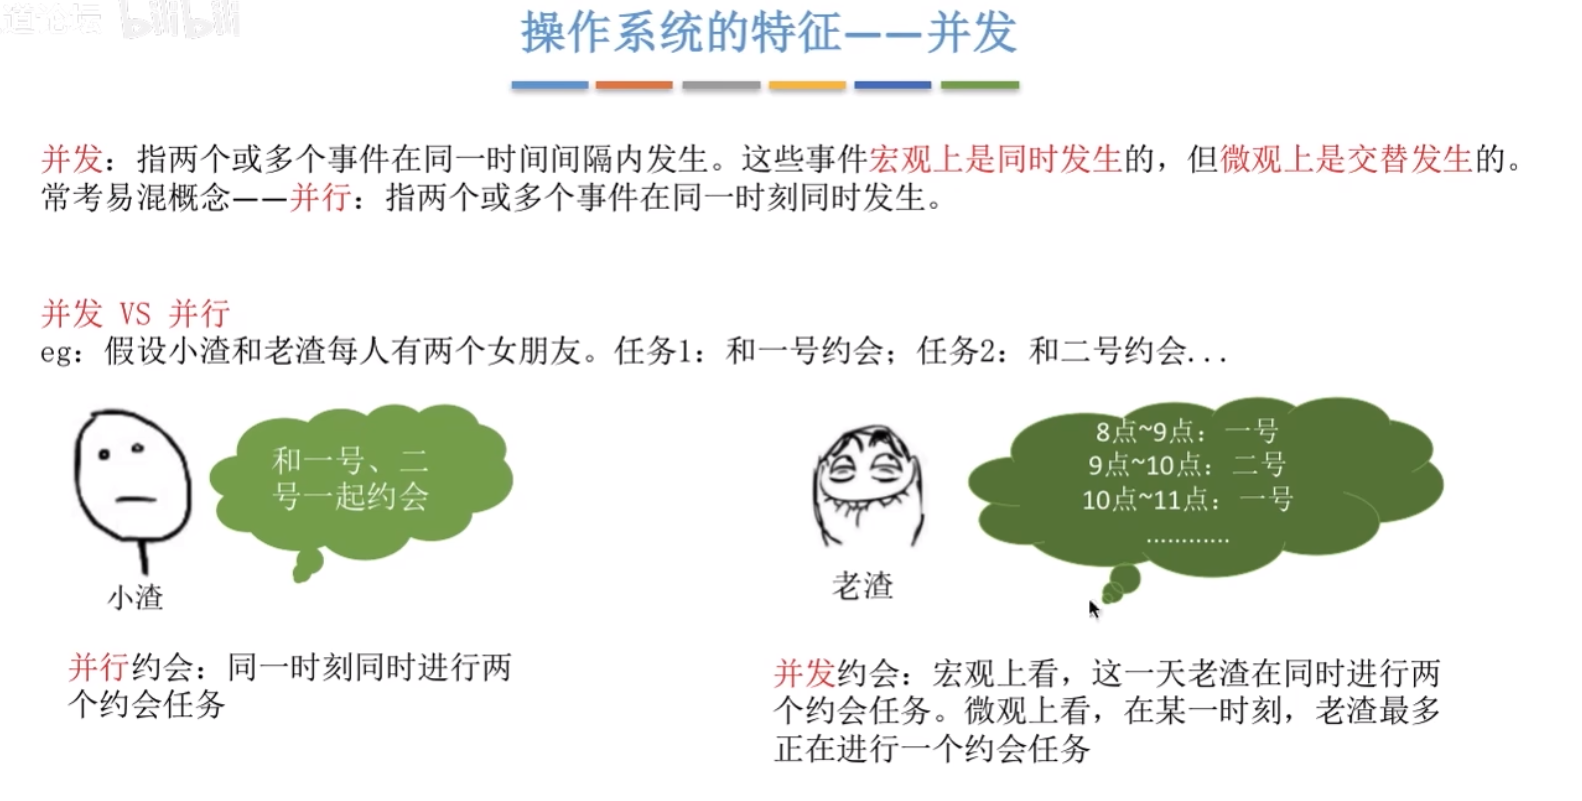 道论坛 bilibili
操作系统的特征——并发
并发：指两个或多个事件在同一时间间隔内发生。这些事件宏观上是同时发生的，但微观上是交替发生的。
常考易混概念——并行：指两个或多个事件在同一时刻同时发生。
并发 VS 并行
eg：假设小渣和老渣每人有两个女朋友。任务1：和一号约会；任务2：和二号约会...
和一号、二
号一起约会
小渣
并行约会：同一时刻同时进行两
个约会任务
8点~9点：一号
9点~10点：二号
10点~11点：一号
…………
老渣
并发约会：宏观上看，这一天老渣在同时进行两
个约会任务。微观上看，在某一时刻，老渣最多
正在进行一个约会任务